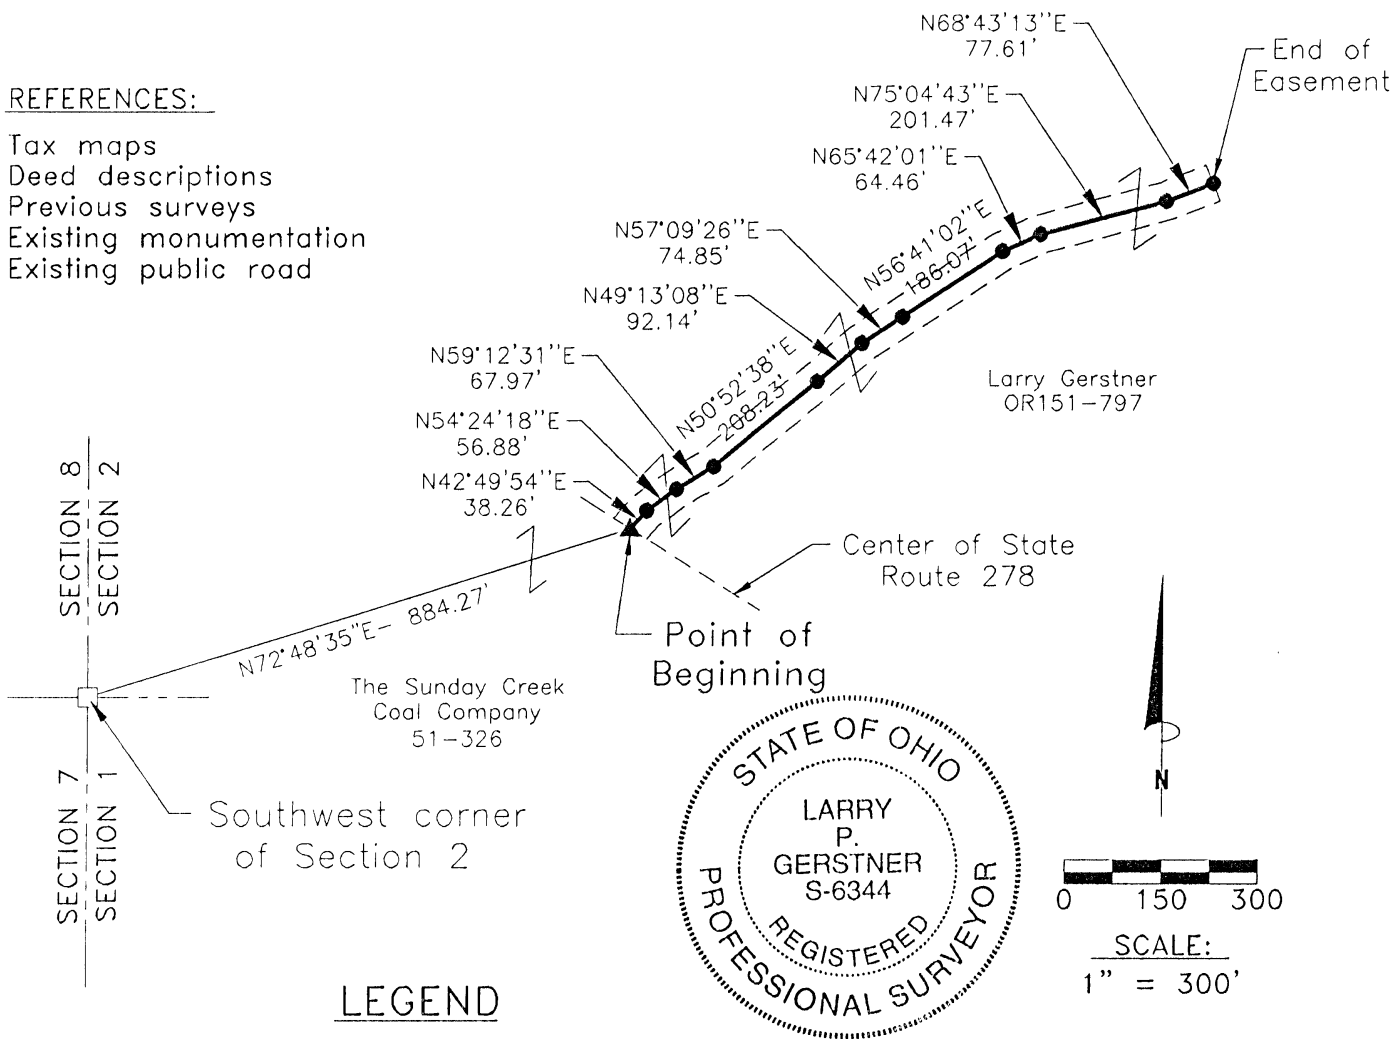 REFERENCES:
Tax maps
Deed descriptions
Previous surveys
Existing monumentation
Existing public road
N68°43'13''E
77.61'
End of
Easement
N75°04'43''E
201.47'
N65°42'01''E
64.46'
N56°41'02''E
186.07'
N57°09'26''E
74.85'
N49°13'08''E
92.14'
N50°52'38''E
208.23'
N59°12'31''E
67.97'
N54°24'18''E
56.88'
N42°49'54''E
38.26'
Larry Gerstner
OR151-797
Center of State
Route 278
Point of
Beginning
N72°48'35"E- 884.27'
SECTION 8
SECTION 2
The Sunday Creek
Coal Company
51-326
SECTION 7
SECTION 1
Southwest corner
of Section 2
STATE OF OHIO
LARRY
P.
GERSTNER
S-6344
REGISTERED
PROFESSIONAL SURVEYOR
N
0 150 300
SCALE:
1" = 300'
LEGEND